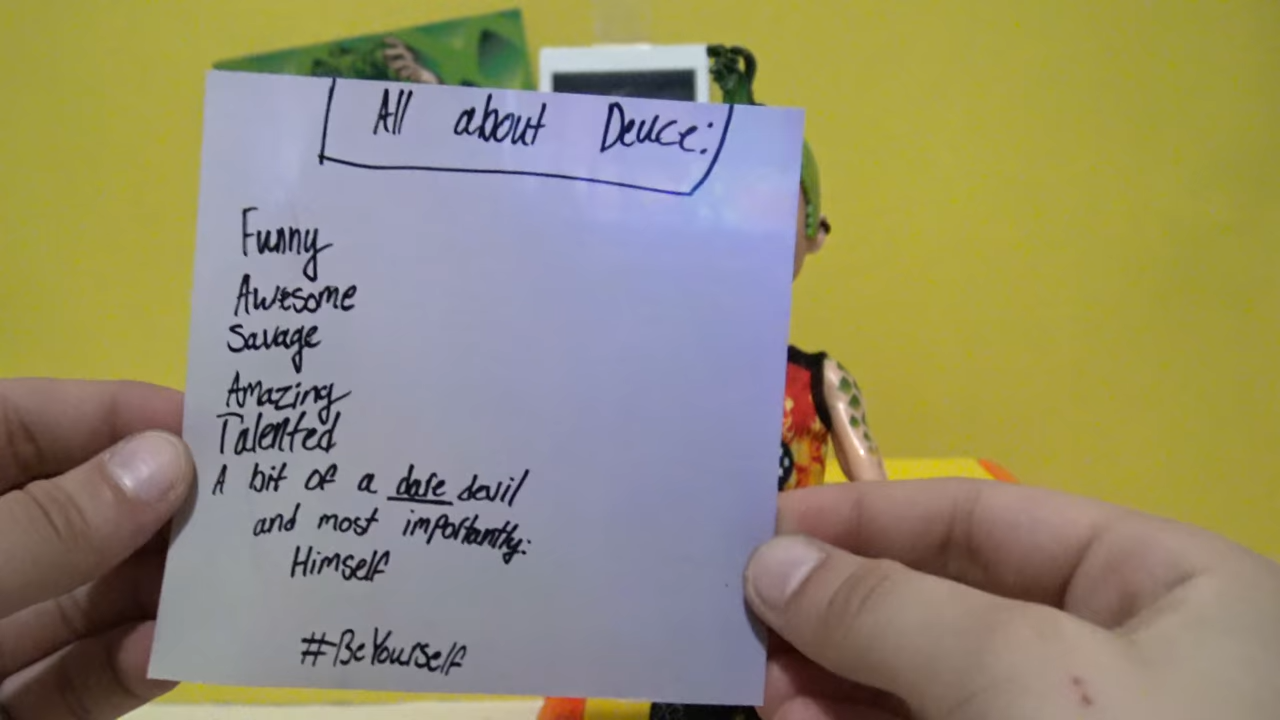 All about Deuce:
Funny
Awesome
Savage
Amazing
Talented
A bit of a dare devil
and most importantly:
Himself
#BeYourself